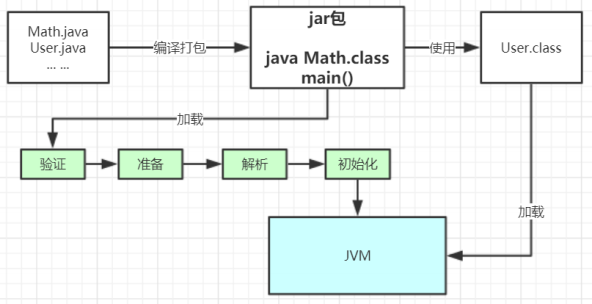 Math.java
User.java
... ...
编译打包
jar包
java Math.class
main()
使用
User.class
加载
验证
准备
解析
初始化
加载
JVM